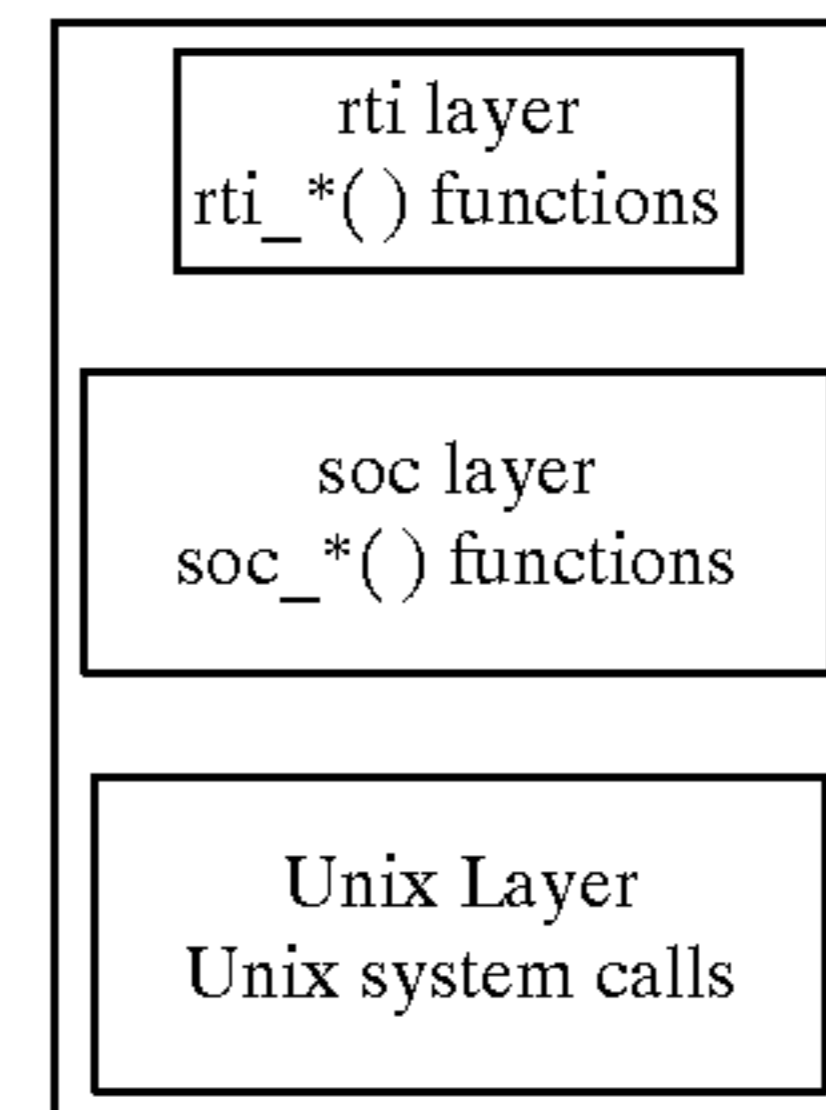 rti layer
rti_*( ) functions
soc layer
soc_*( ) functions
Unix Layer
Unix system calls